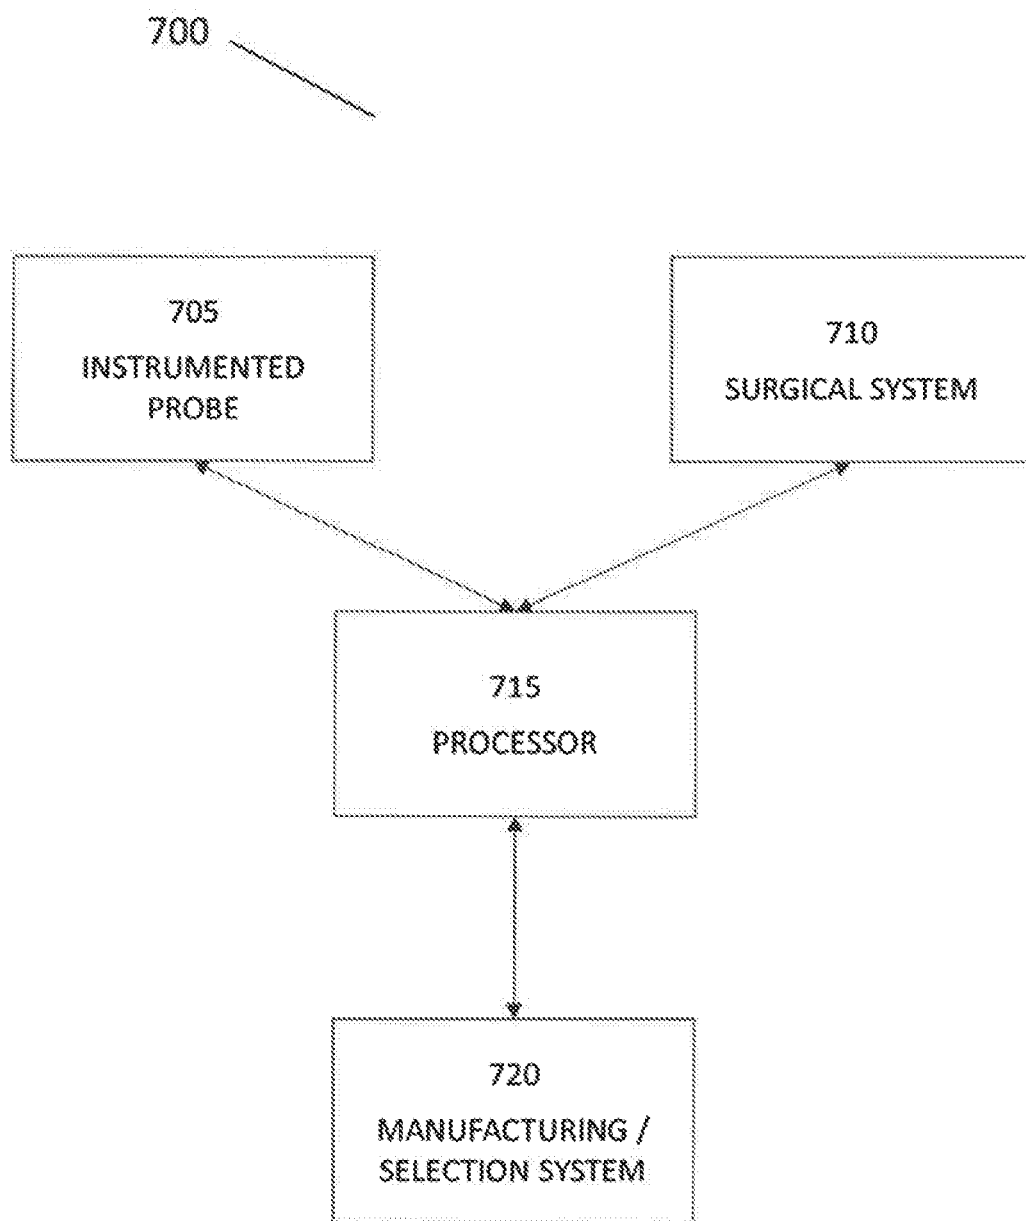 700
705
INSTRUMENTED
PROBE
710
SURGICAL SYSTEM
715
PROCESSOR
720
MANUFACTURING /
SELECTION SYSTEM